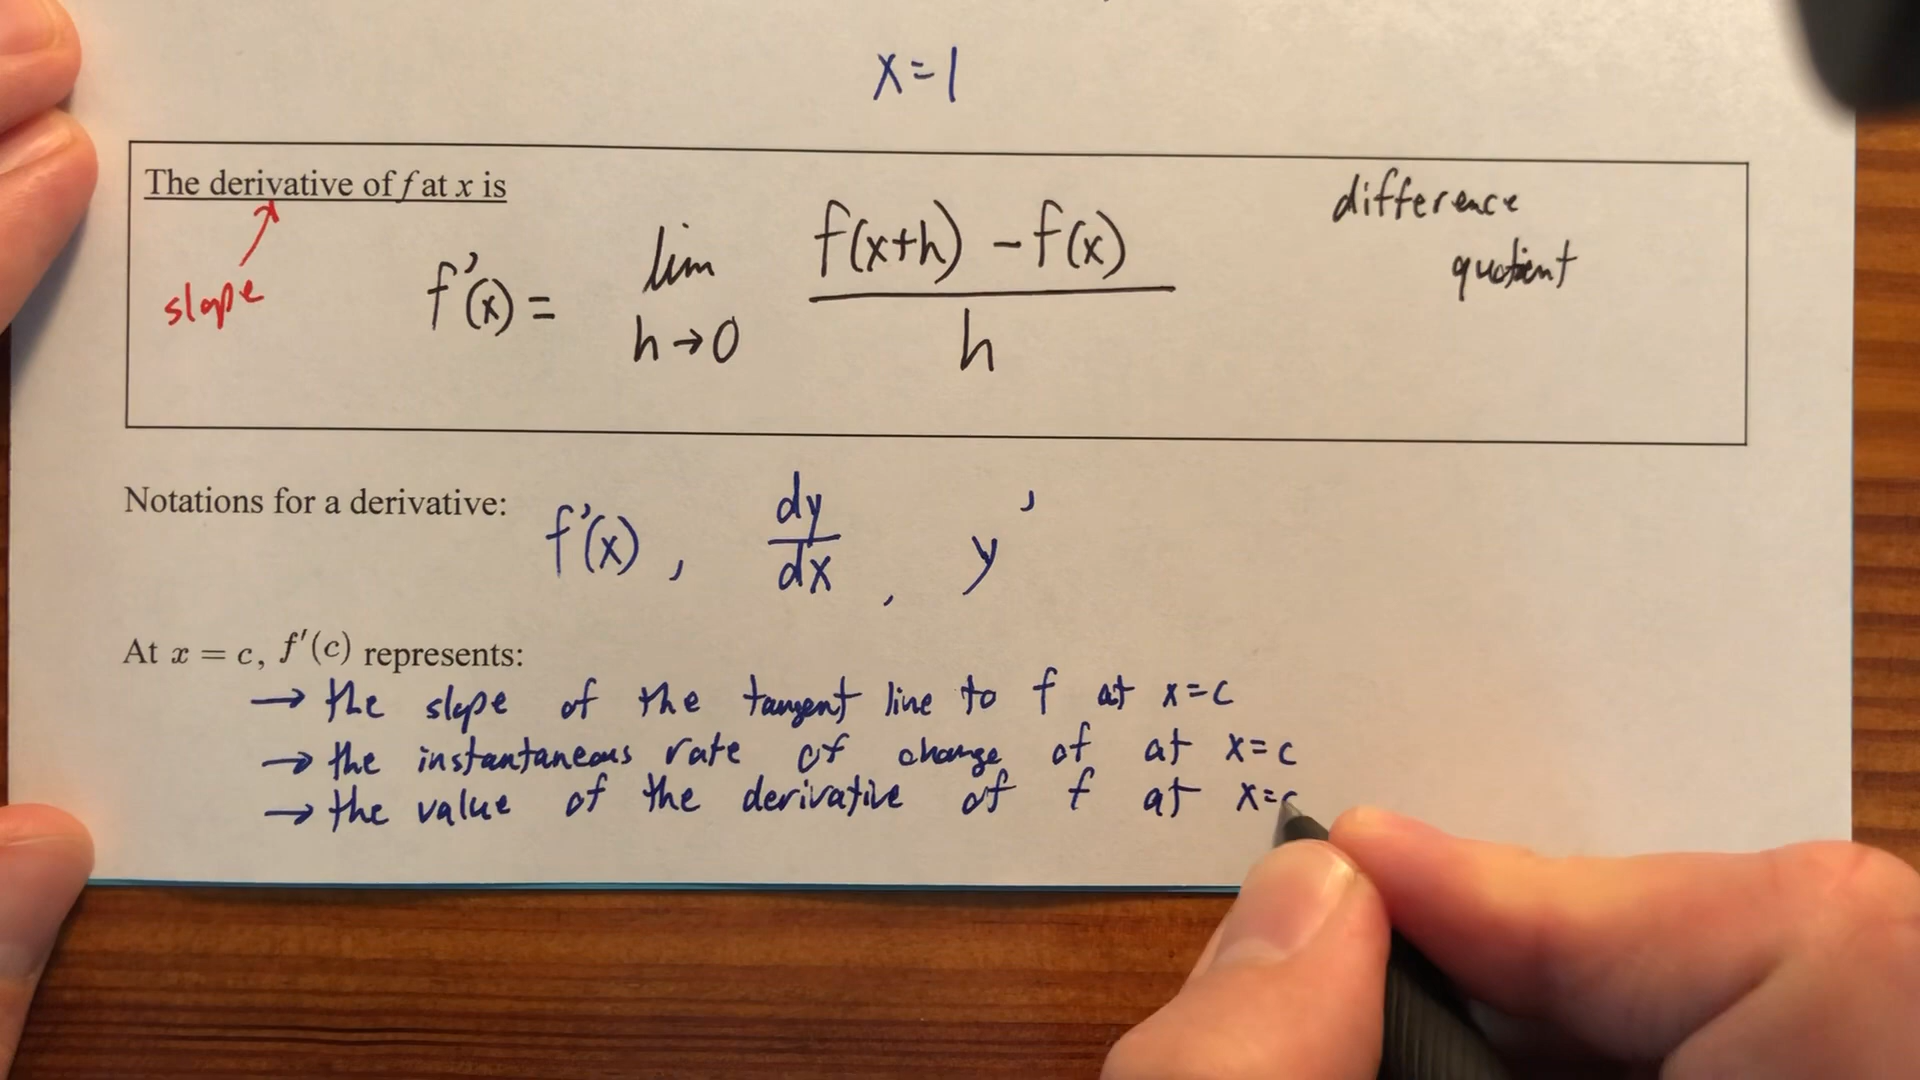 x=1
The derivative of f at x is
slope
f'(x) = lim h→0 f(x+h) - f(x) / h
difference
quotient
Notations for a derivative: f'(x), dy/dx, y'
At x = c, f'(c) represents:
→ the slope of the tangent line to f at x=c
→ the instantaneous rate of change of at x=c
→ the value of the derivative of f at x=c